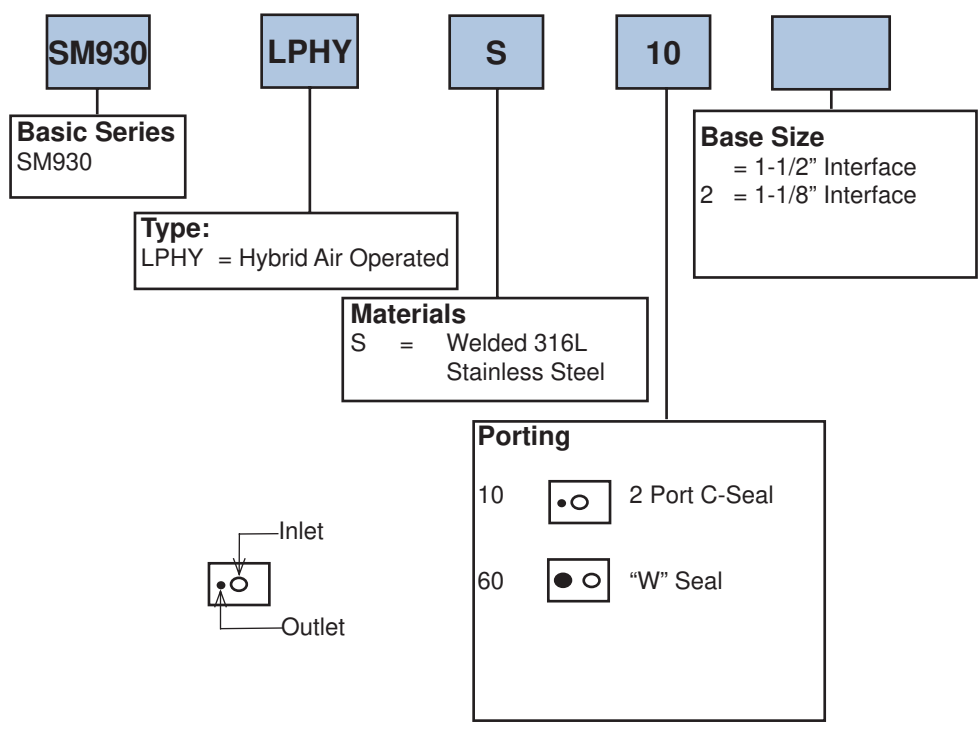 SM930 LPHY S 10
Basic Series
SM930
Base Size
= 1-1/2” Interface
2 = 1-1/8” Interface
Type:
LPHY = Hybrid Air Operated
Materials
S = Welded 316L
Stainless Steel
Porting
10 2 Port C-Seal
60 “W” Seal
Inlet
Outlet